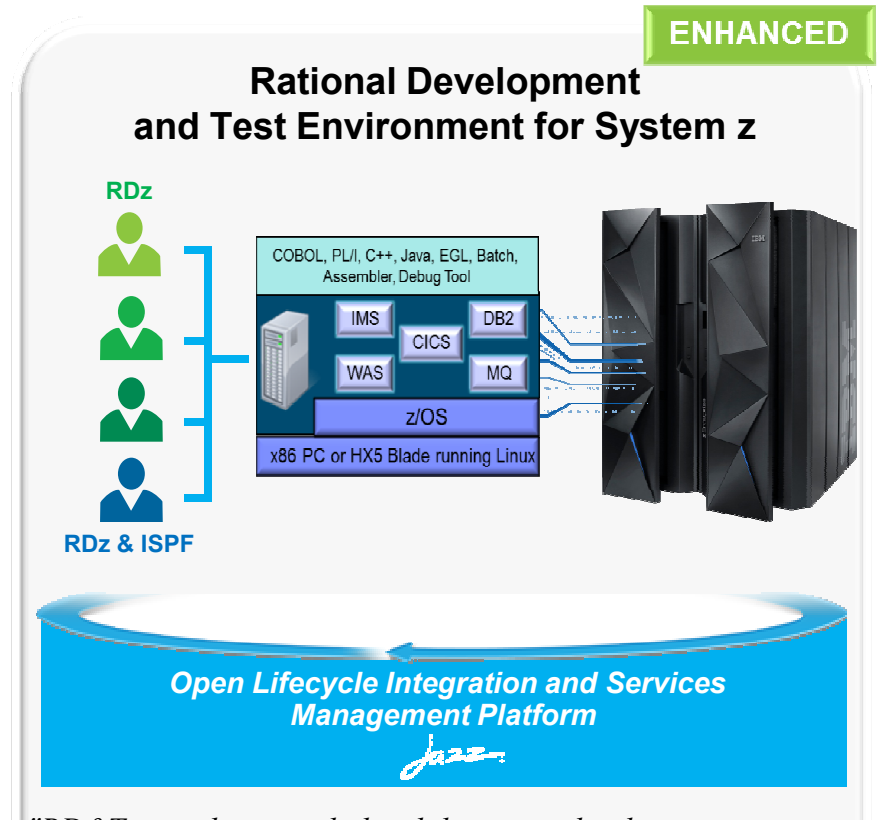 ENHANCED
Rational Development
and Test Environment for System z
RDz
COBOL, PL/I, C++, Java, EGL, Batch,
Assembler, Debug Tool
IMS
DB2
CICS
WAS
MQ
z/OS
x86 PC or HX5 Blade running Linux
IBM
RDz & ISPF
Open Lifecycle Integration and Services
Management Platform
Jazz